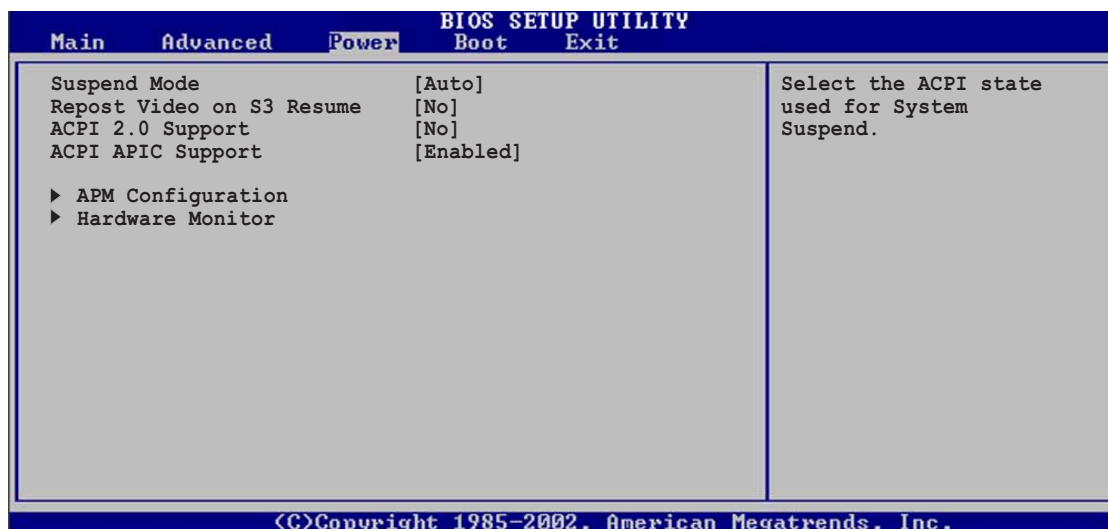 BIOS SETUP UTILITY
Main Advanced Power Boot Exit
Suspend Mode [Auto]
Repost Video on S3 Resume [No]
ACPI 2.0 Support [No]
ACPI APIC Support [Enabled]
▶ APM Configuration
▶ Hardware Monitor
Select the ACPI state
used for System
Suspend.
(C)Copyright 1985-2002, American Megatrends, Inc.